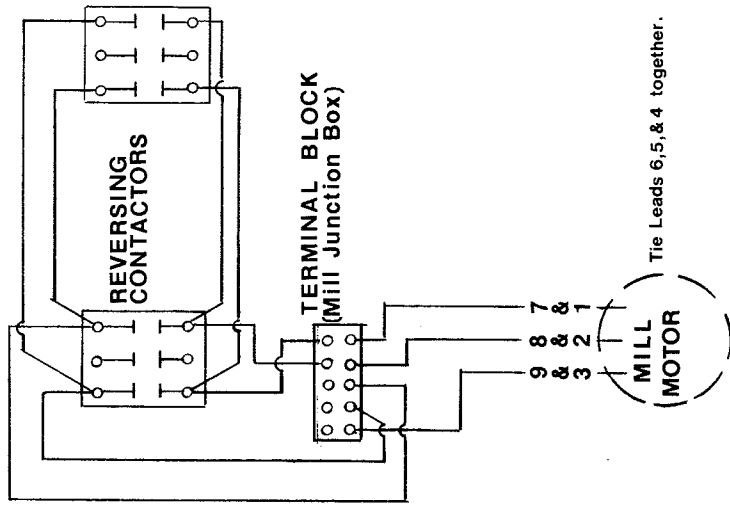 REVERSING
CONTACTORS
TERMINAL BLOCK
(Mill Junction Box)
7 & 1
8 & 2
9 & 3
MILL
MOTOR
Tie Leads 6,5,& 4 together.